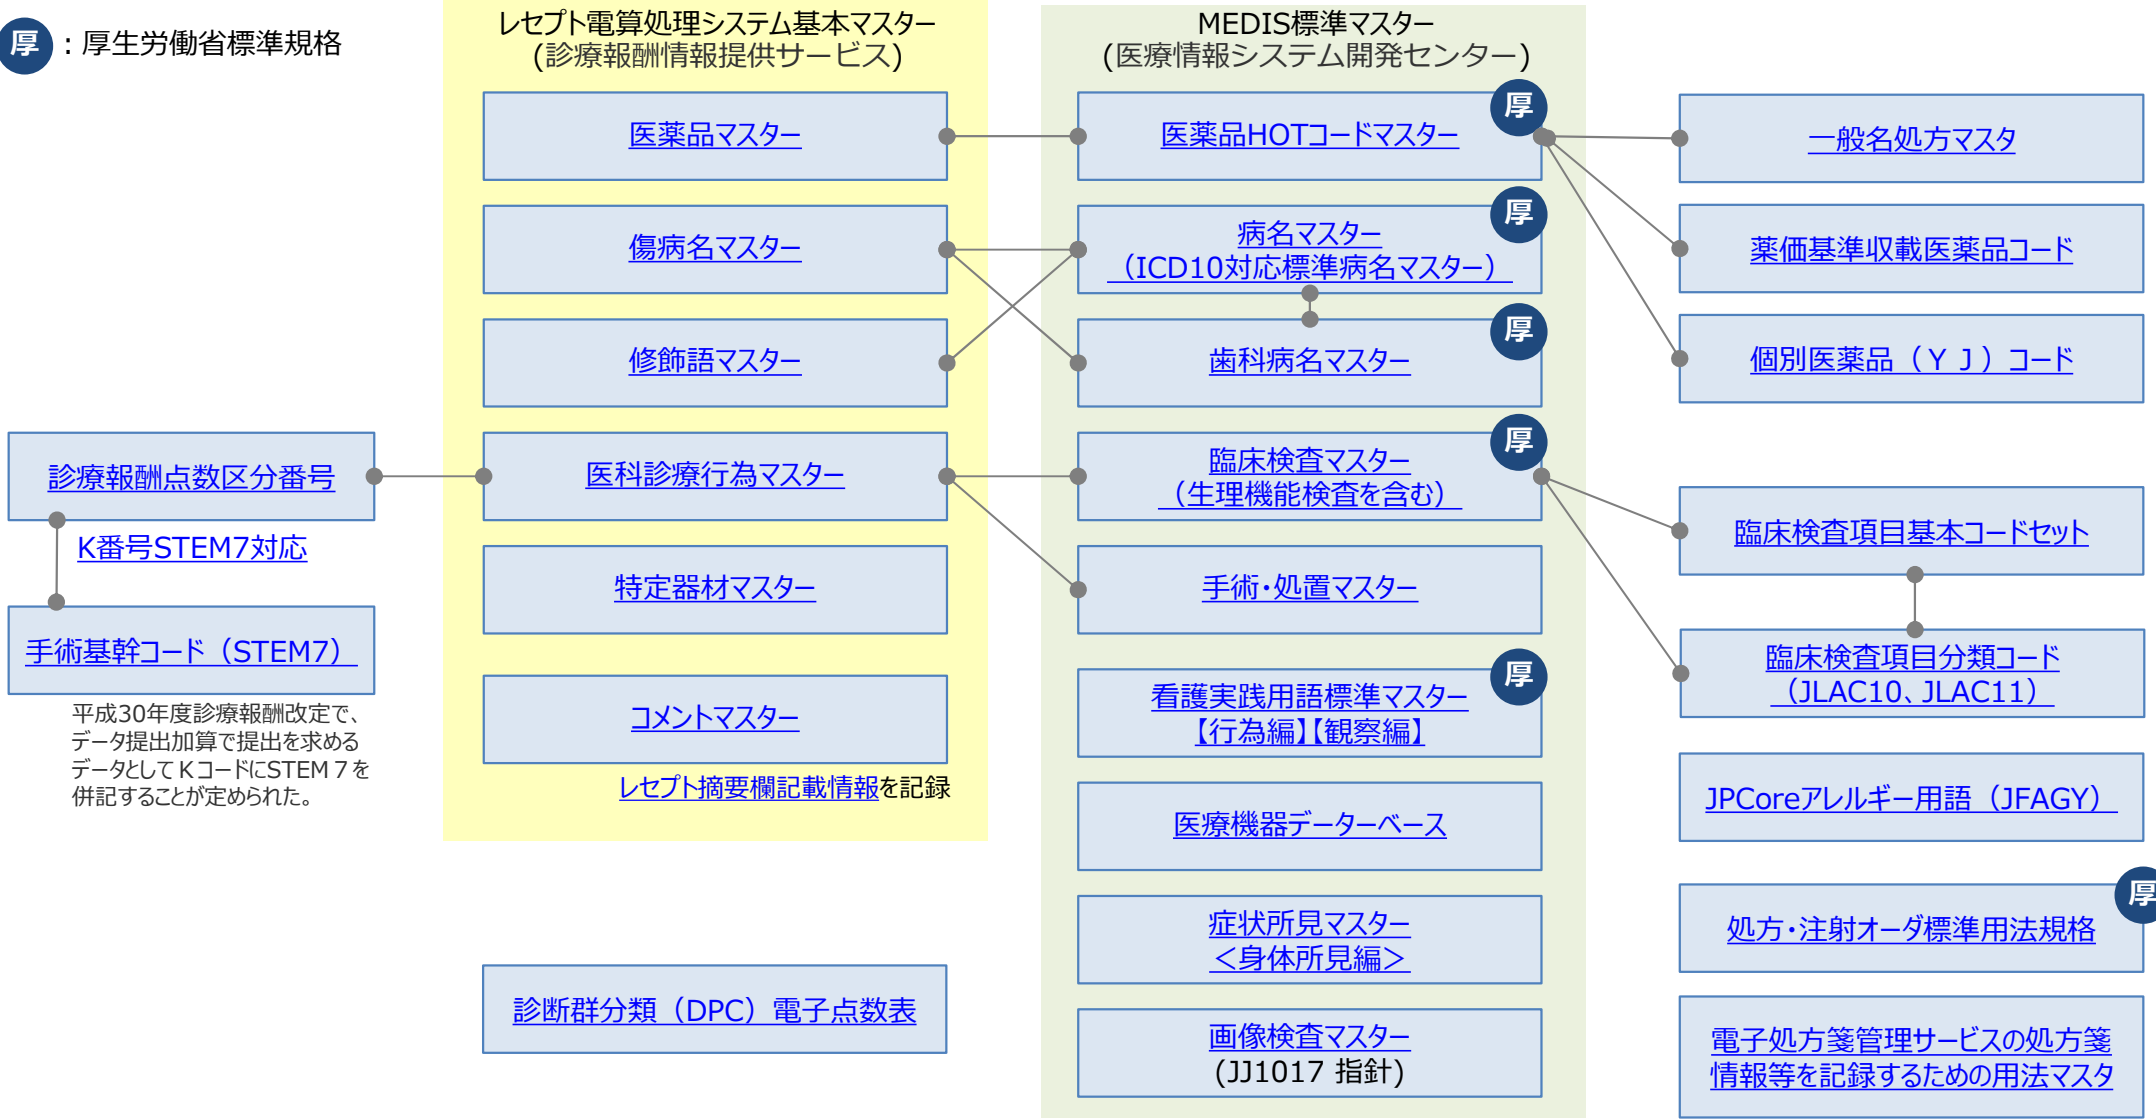 厚
：厚生労働省標準規格
レセプト電算処理システム基本マスター
(診療報酬情報提供サービス)
医薬品マスター
傷病名マスター
修飾語マスター
医科診療行為マスター
特定器材マスター
コメントマスター
レセプト摘要欄記載情報を記録
診断群分類（DPC）電子点数表
診療報酬点数区分番号
K番号STEM7対応
手術基幹コード（STEM7）
平成30年度診療報酬改定で、
データ提出加算で提出を求める
データとしてＫコードにSTEM７を
併記することが定められた。
MEDIS標準マスター
(医療情報システム開発センター)
医薬品HOTコードマスター
厚
病名マスター
（ICD10対応標準病名マスター）
厚
歯科病名マスター
厚
臨床検査マスター
（生理機能検査を含む）
厚
手術・処置マスター
看護実践用語標準マスター
【行為編】【観察編】
厚
医療機器データーベース
症状所見マスター
＜身体所見編＞
画像検査マスター
(JJ1017 指針)
一般名処方マスタ
薬価基準収載医薬品コード
個別医薬品（ＹＪ）コード
臨床検査項目基本コードセット
臨床検査項目分類コード
（JLAC10、JLAC11）
JPCoreアレルギー用語（JFAGY）
処方・注射オーダ標準用法規格
厚
電子処方箋管理サービスの処方箋
情報等を記録するための用法マスタ